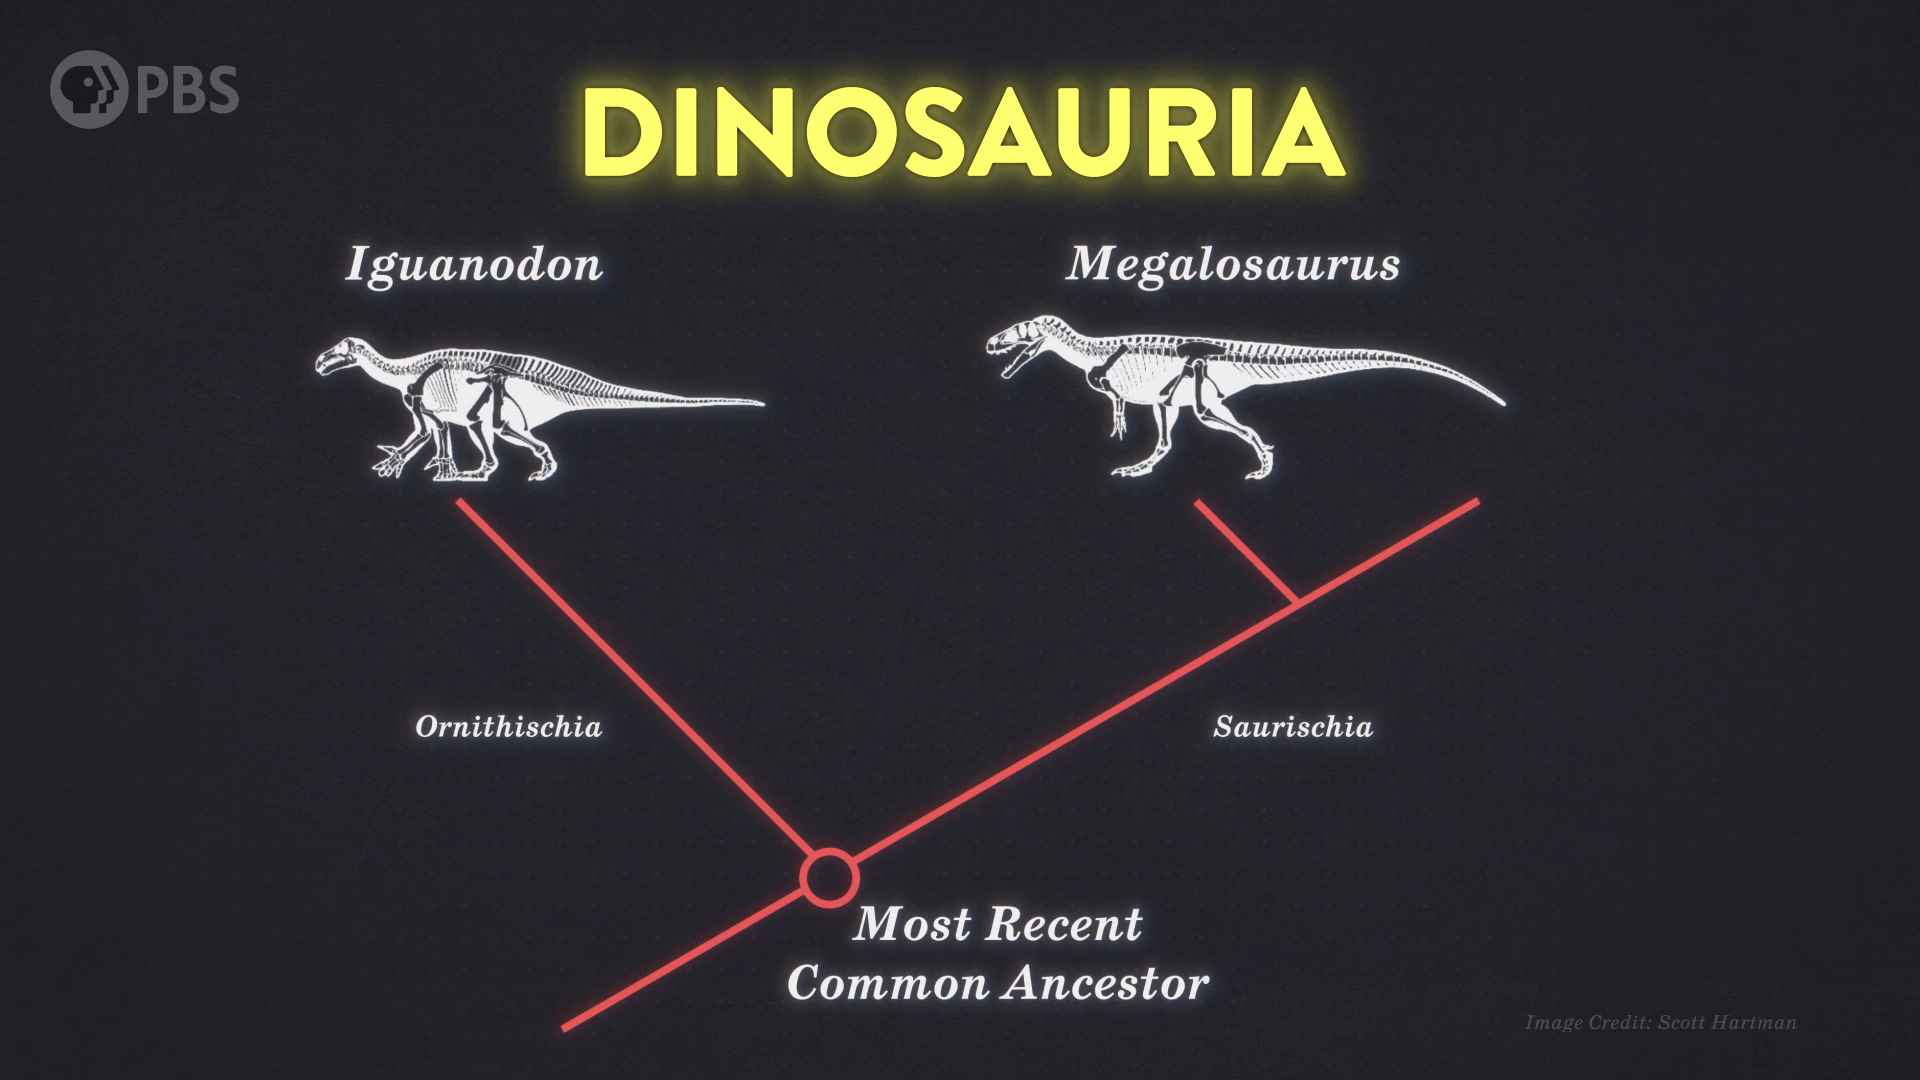 PBS
DINOSAURIA
Iguanodon
Megalosaurus
Ornithischia
Saurischia
Most Recent
Common Ancestor
Image Credit: Scott Hartman